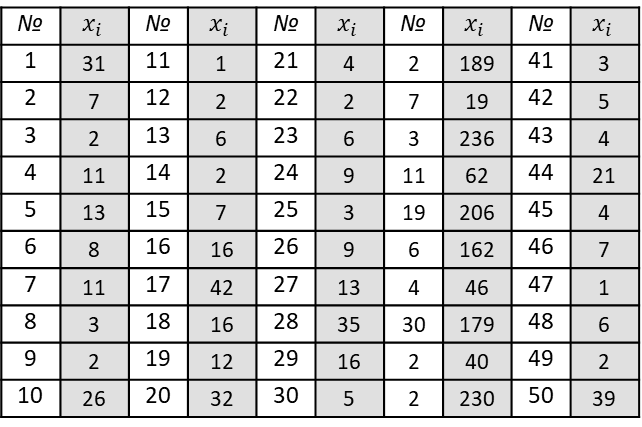 № xᵢ № xᵢ № xᵢ № xᵢ № xᵢ
1 31 11 1 21 4 2 189 41 3
2 7 12 2 22 2 7 19 42 5
3 2 13 6 23 6 3 236 43 4
4 11 14 2 24 9 11 62 44 21
5 13 15 7 25 3 19 206 45 4
6 8 16 16 26 9 6 162 46 7
7 11 17 42 27 13 4 46 47 1
8 3 18 16 28 35 30 179 48 6
9 2 19 12 29 16 2 40 49 2
10 26 20 32 30 5 2 230 50 39